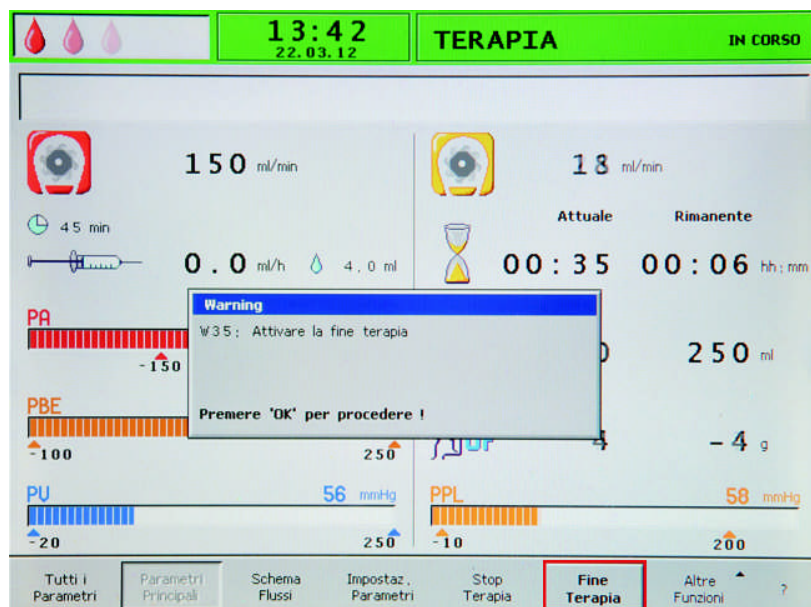 13:42
22.03.12
TERAPIA
IN CORSO
150 ml/min
18 ml/min
45 min
Attuale Rimanente
0.0 ml/h 4.0 ml
00:35 00:06 hh:mm
Warning
W35: Attivare la fine terapia
Premere "OK" per procedere !
PA
-150
250 ml
PBE
-100 250
4 -4 g
PV 56 mmHg
-20 250
PPL 58 mmHg
-10 200
Tutti i Parametri
Parametri Principali
Schema Flussi
Impostaz. Parametri
Stop Terapia
Fine Terapia
Altre Funzioni
?